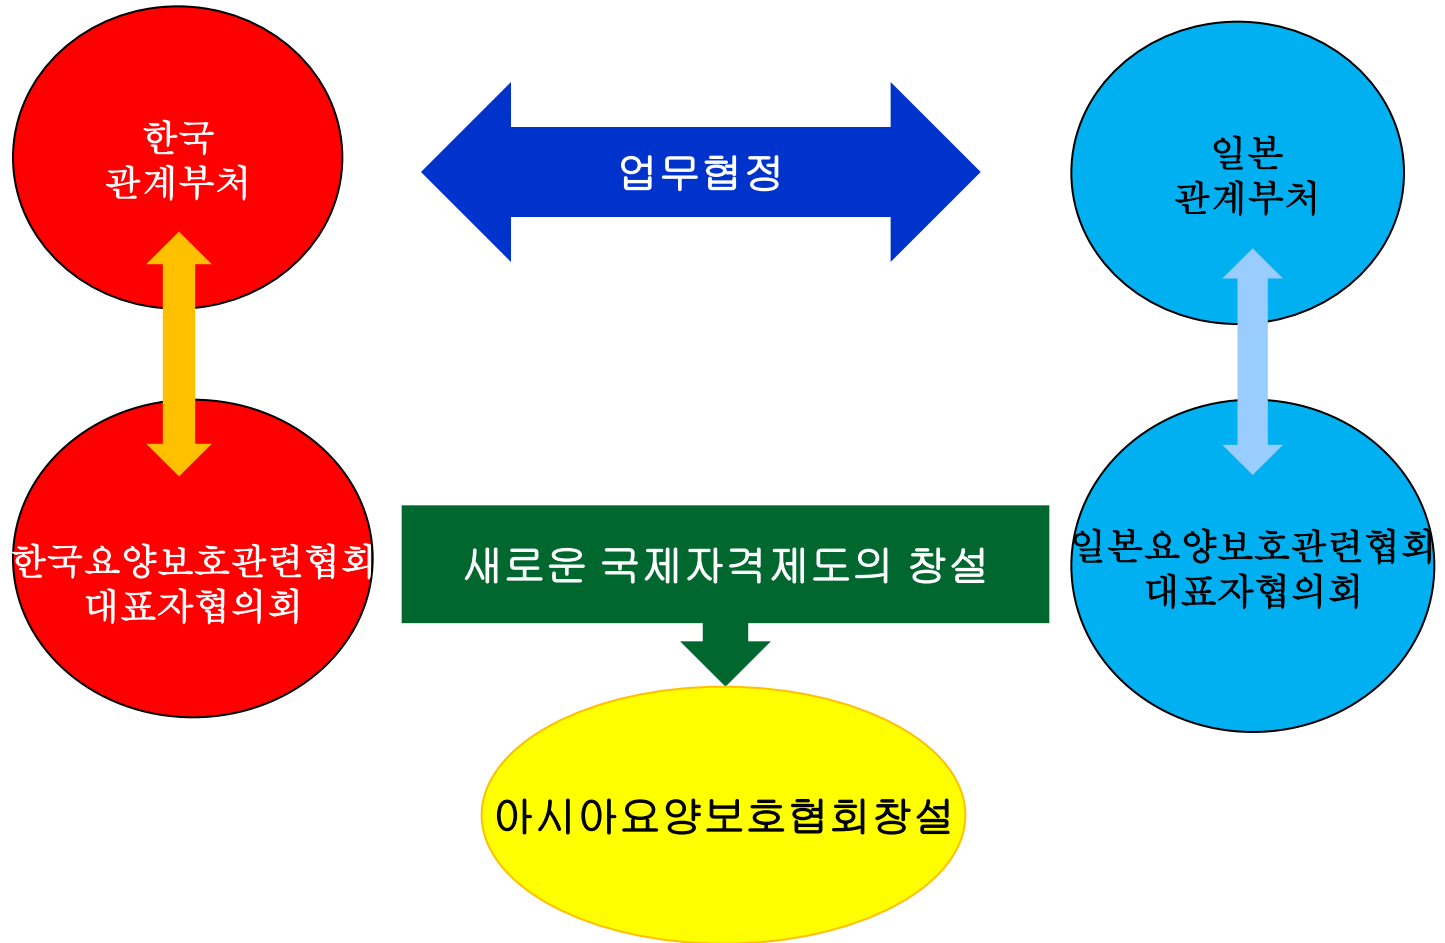 한국
관계부처
업무협정
일본
관계부처
한국요양보호관련협회
대표자협의회
새로운 국제자격제도의 창설
일본요양보호관련협회
대표자협의회
아시아요양보호협회창설